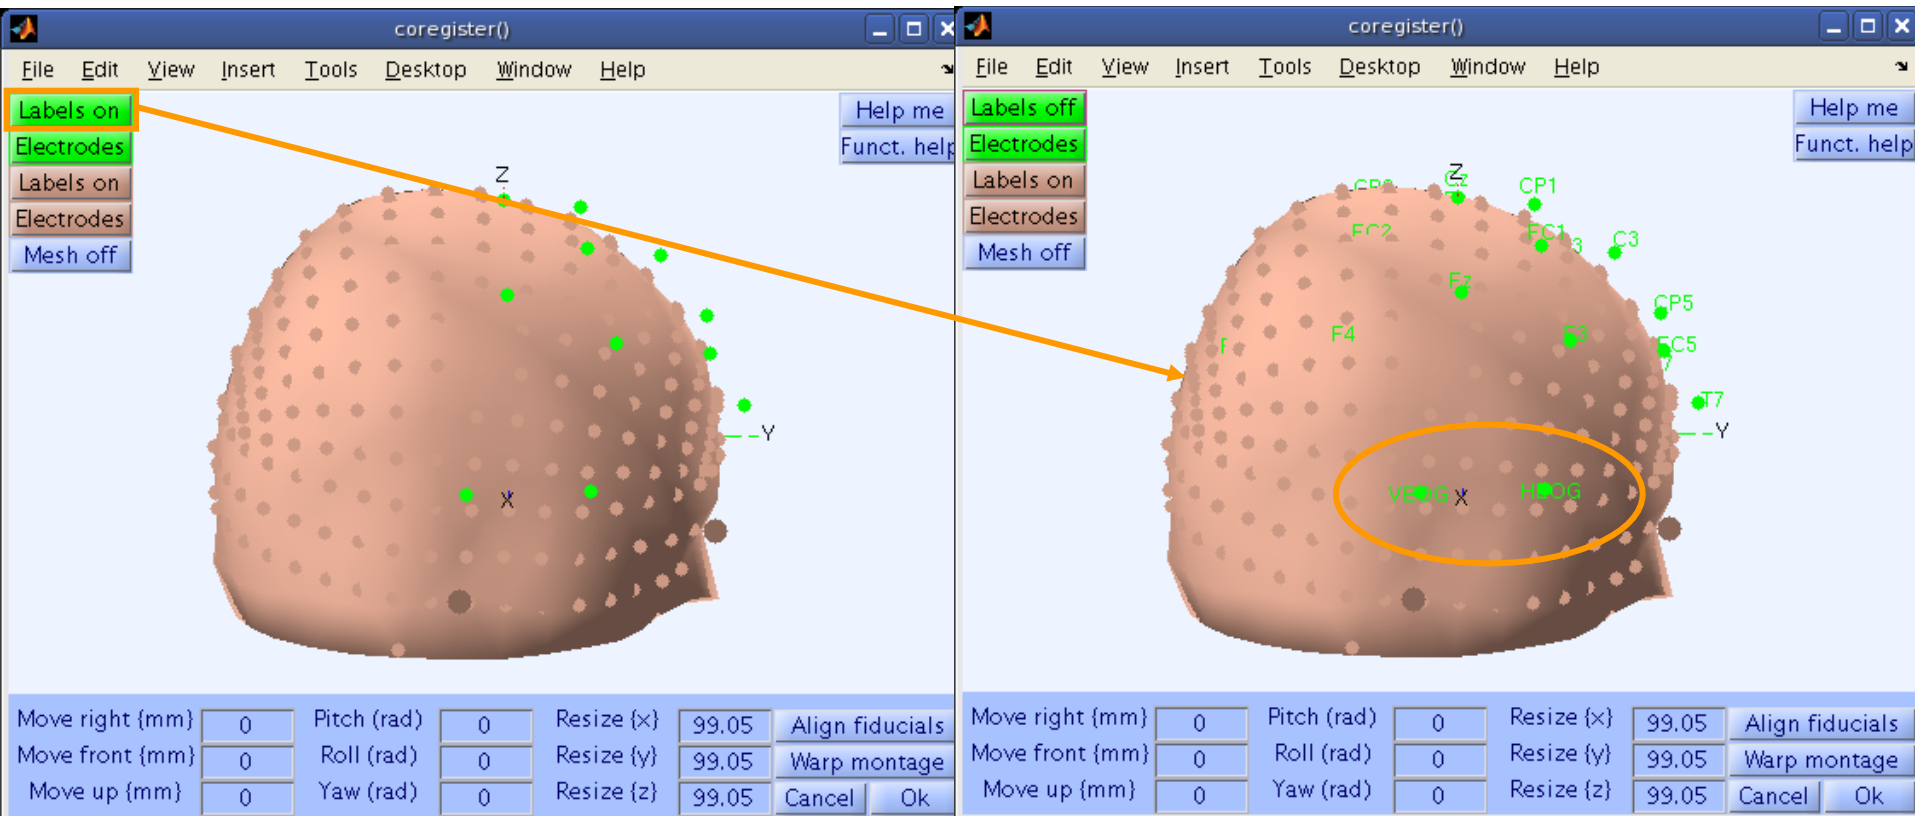 coregister()
File Edit View Insert Tools Desktop Window Help
Labels on
Electrodes
Labels on
Electrodes
Mesh off
Help me
Funct. help
Z
Y
X
Move right {mm} 0 Pitch (rad) 0 Resize {x} 99.05 Align fiducials
Move front {mm} 0 Roll (rad) 0 Resize {y} 99.05 Warp montage
Move up {mm} 0 Yaw (rad) 0 Resize {z} 99.05 Cancel Ok
coregister()
File Edit View Insert Tools Desktop Window Help
Labels off
Electrodes
Labels on
Electrodes
Mesh off
Help me
Funct. help
Z
Cz
CP1
FC2
FC1
C3
Fz
CP5
F4
F3
FC5
T7
Y
VEOG
X
HEOG
Move right {mm} 0 Pitch (rad) 0 Resize {x} 99.05 Align fiducials
Move front {mm} 0 Roll (rad) 0 Resize {y} 99.05 Warp montage
Move up {mm} 0 Yaw (rad) 0 Resize {z} 99.05 Cancel Ok